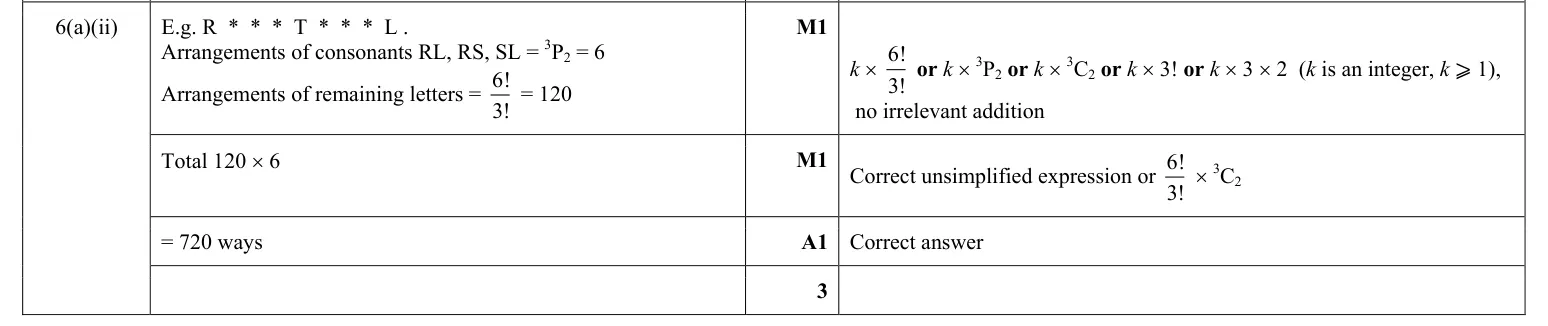 6(a)(ii)
E.g. R * * * T * * * L .
Arrangements of consonants RL, RS, SL = ³P₂ = 6
Arrangements of remaining letters = 6!/3! = 120
M1
k × 6!/3! or k × ³P₂ or k × ³C₂ or k × 3! or k × 3 × 2 (k is an integer, k ⩾ 1),
no irrelevant addition
Total 120 × 6
M1
Correct unsimplified expression or 6!/3! × ³C₂
= 720 ways
A1
Correct answer
3